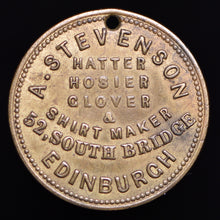 A. STEVENSON
HATTER
HOSIER
GLOVER
&
SHIRT MAKER
52, SOUTH BRIDGE
EDINBURGH